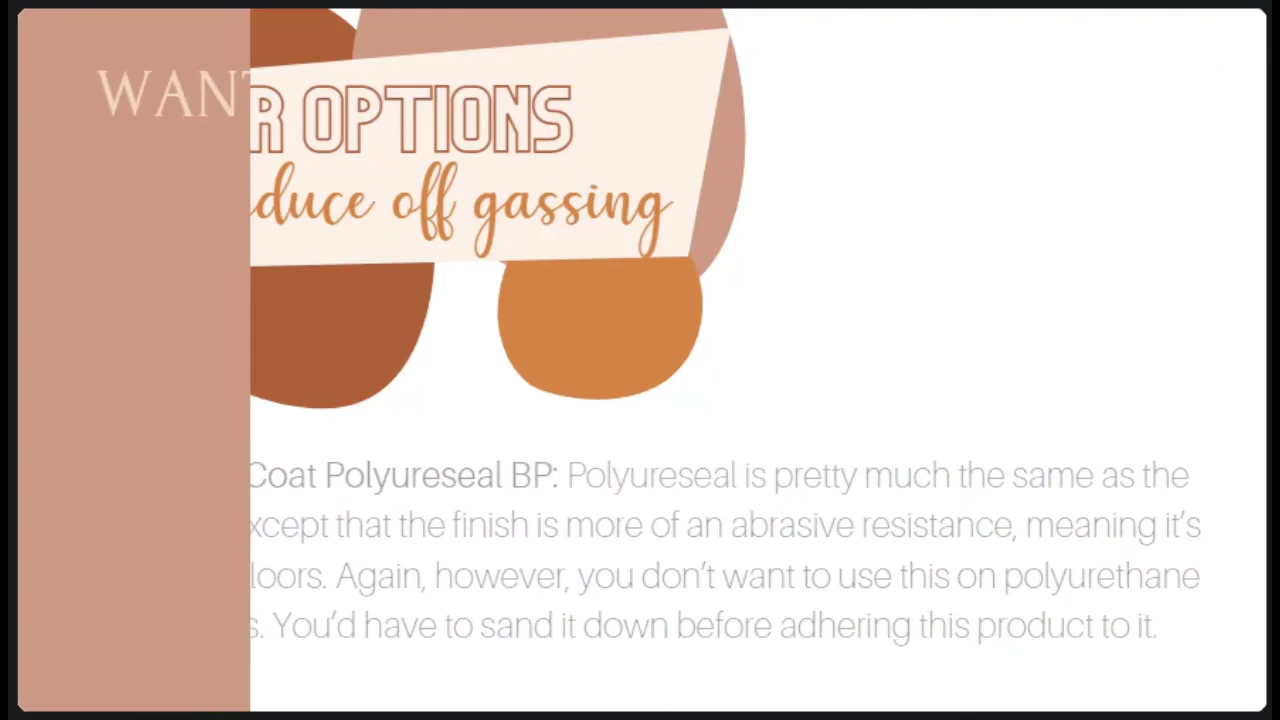 WANT
R OPTIONS
duce off gassing
Coat Polyureseal BP: Polyureseal is pretty much the same as the
xcept that the finish is more of an abrasive resistance, meaning it's
loors. Again, however, you don't want to use this on polyurethane
s. You'd have to sand it down before adhering this product to it.